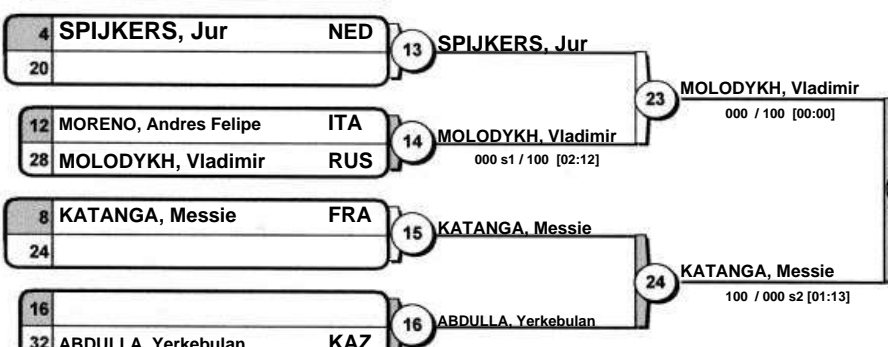 4 SPIJKERS, Jur NED
20
13 SPIJKERS, Jur
12 MORENO, Andres Felipe ITA
28 MOLODYKH, Vladimir RUS
14 MOLODYKH, Vladimir
000 s1 / 100 [02:12]
23 MOLODYKH, Vladimir
000 / 100 [00:00]
8 KATANGA, Messie FRA
24
15 KATANGA, Messie
16
32 ABDULLA, Yerkebulan KAZ
16 ABDULLA, Yerkebulan
24 KATANGA, Messie
100 / 000 s2 [01:13]